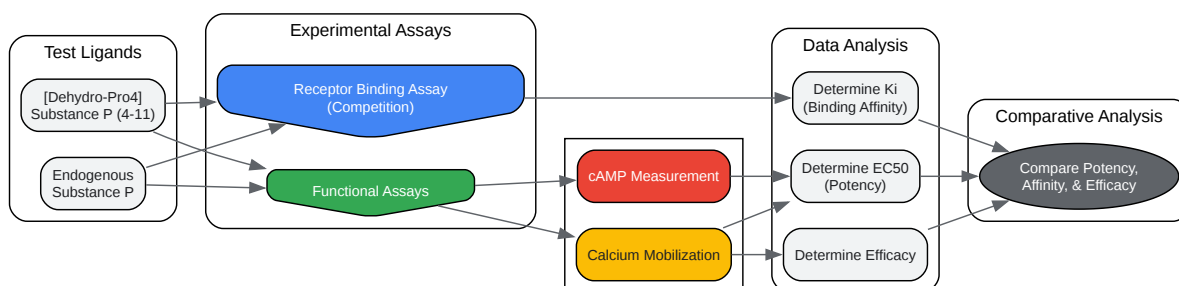 Test Ligands
[Dehydro-Pro4]
Substance P (4-11)
Endogenous
Substance P
Experimental Assays
Receptor Binding Assay
(Competition)
Functional Assays
cAMP Measurement
Calcium Mobilization
Data Analysis
Determine Ki
(Binding Affinity)
Determine EC50
(Potency)
Determine Efficacy
Comparative Analysis
Compare Potency,
Affinity, & Efficacy